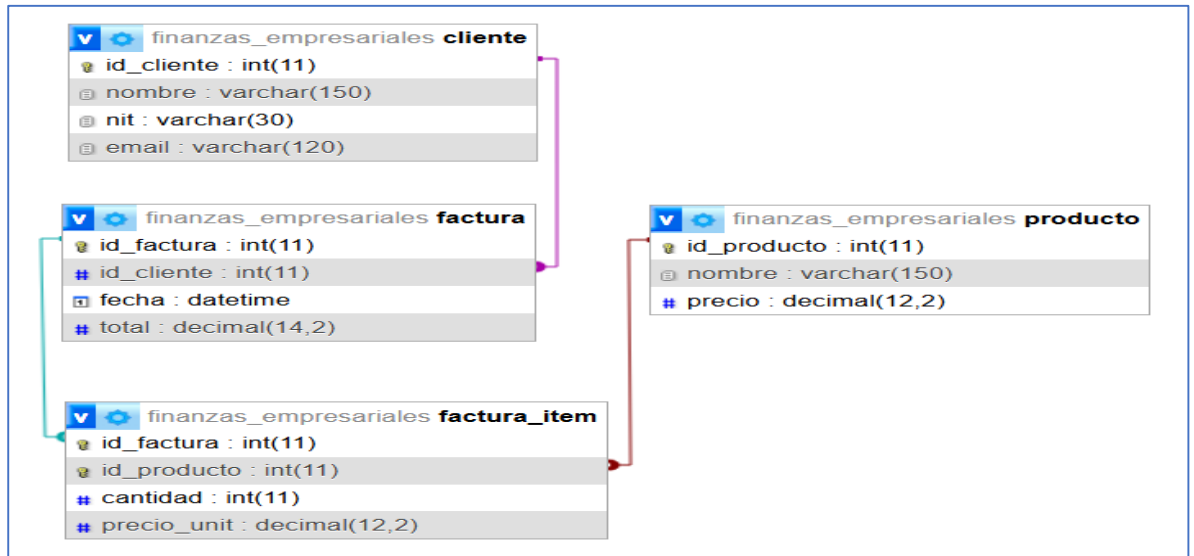 v finanzas_empresariales cliente
id_cliente : int(11)
nombre : varchar(150)
nit : varchar(30)
email : varchar(120)
v finanzas_empresariales factura
id_factura : int(11)
# id_cliente : int(11)
fecha : datetime
# total : decimal(14,2)
v finanzas_empresariales producto
id_producto : int(11)
nombre : varchar(150)
# precio : decimal(12,2)
v finanzas_empresariales factura_item
id_factura : int(11)
id_producto : int(11)
# cantidad : int(11)
# precio_unit : decimal(12,2)